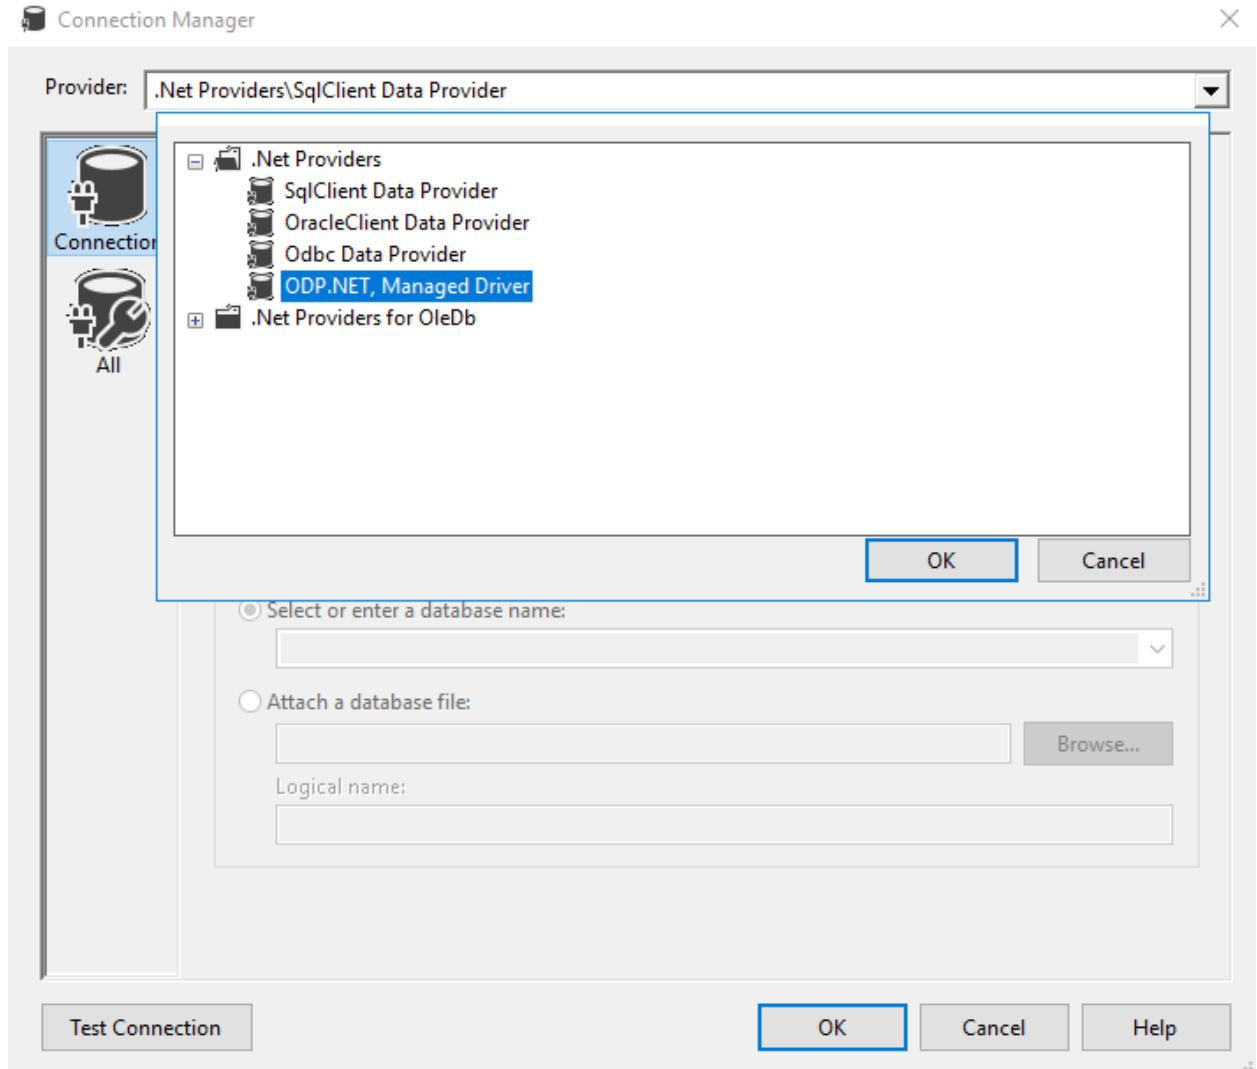 Connection Manager
Provider:
.Net Providers\SqlClient Data Provider
.Net Providers
SqlClient Data Provider
OracleClient Data Provider
Odbc Data Provider
ODP.NET, Managed Driver
.Net Providers for OleDb
Connection
All
OK
Cancel
Select or enter a database name:
Attach a database file:
Browse...
Logical name:
Test Connection
OK
Cancel
Help